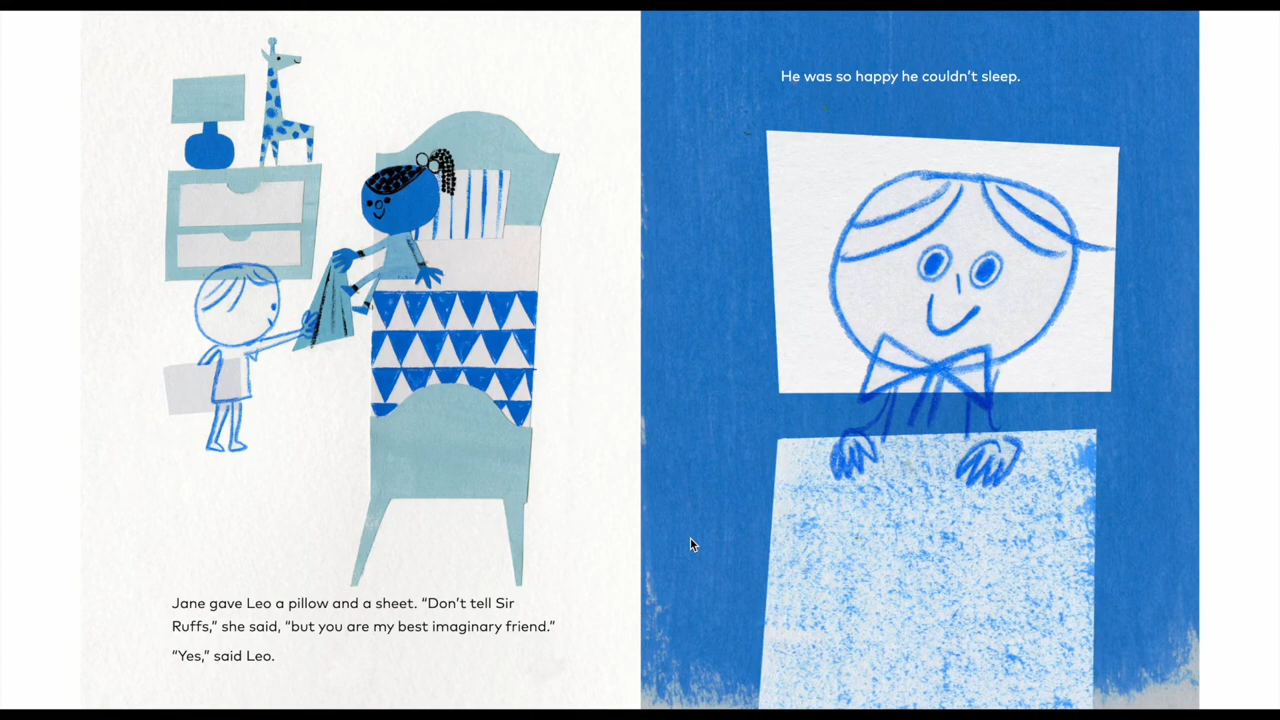 Jane gave Leo a pillow and a sheet. “Don’t tell Sir
Ruffs,” she said, “but you are my best imaginary friend.”
“Yes,” said Leo.
He was so happy he couldn’t sleep.